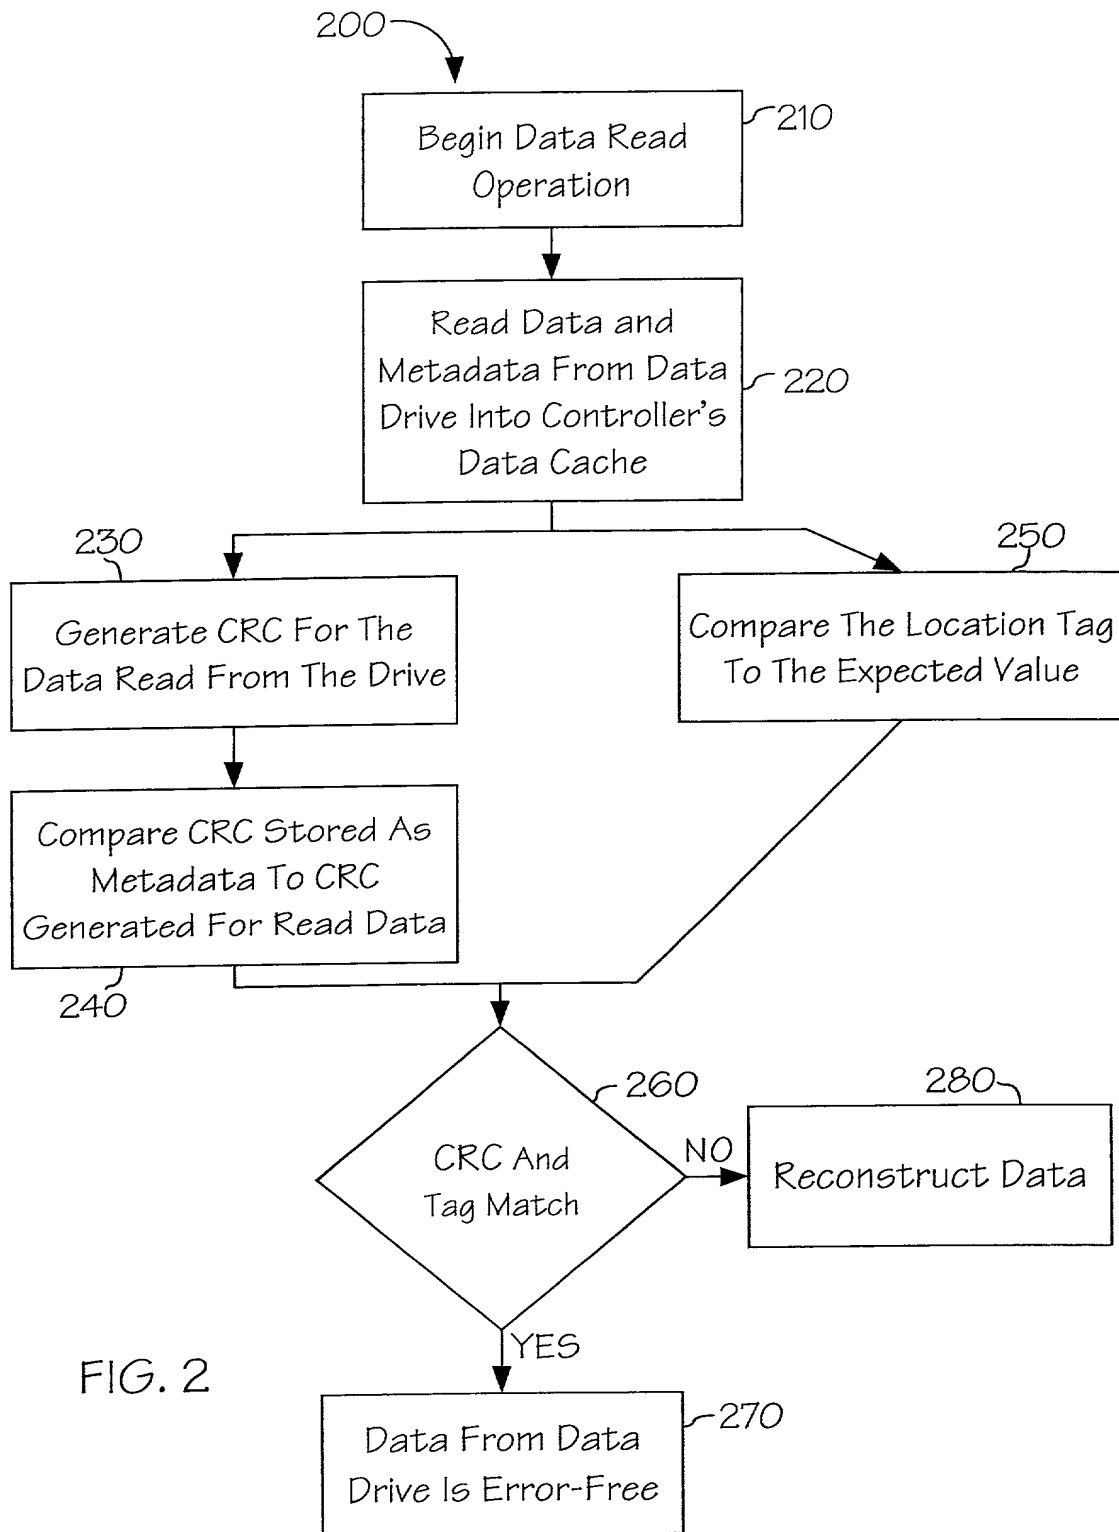 200
Begin Data Read
Operation
210
Read Data and
Metadata From Data
Drive Into Controller's
Data Cache
220
230
Generate CRC For The
Data Read From The Drive
250
Compare The Location Tag
To The Expected Value
Compare CRC Stored As
Metadata To CRC
Generated For Read Data
240
260
CRC And
Tag Match
NO
280
Reconstruct Data
YES
FIG. 2
270
Data From Data
Drive Is Error-Free